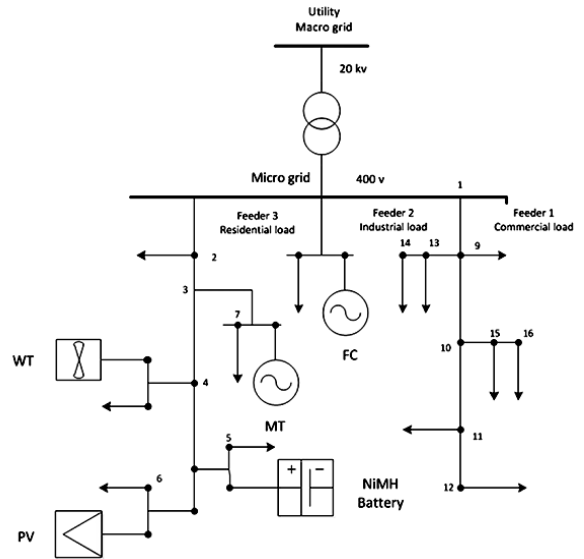 Utility
Macro grid
20 kv
Micro grid
400 v
1
Feeder 3
Residential load
Feeder 2
Industrial load
Feeder 1
Commercial load
2
14
13
9
3
7
FC
WT
4
MT
10
15
16
5
+
−
NiMH
Battery
11
6
12
PV